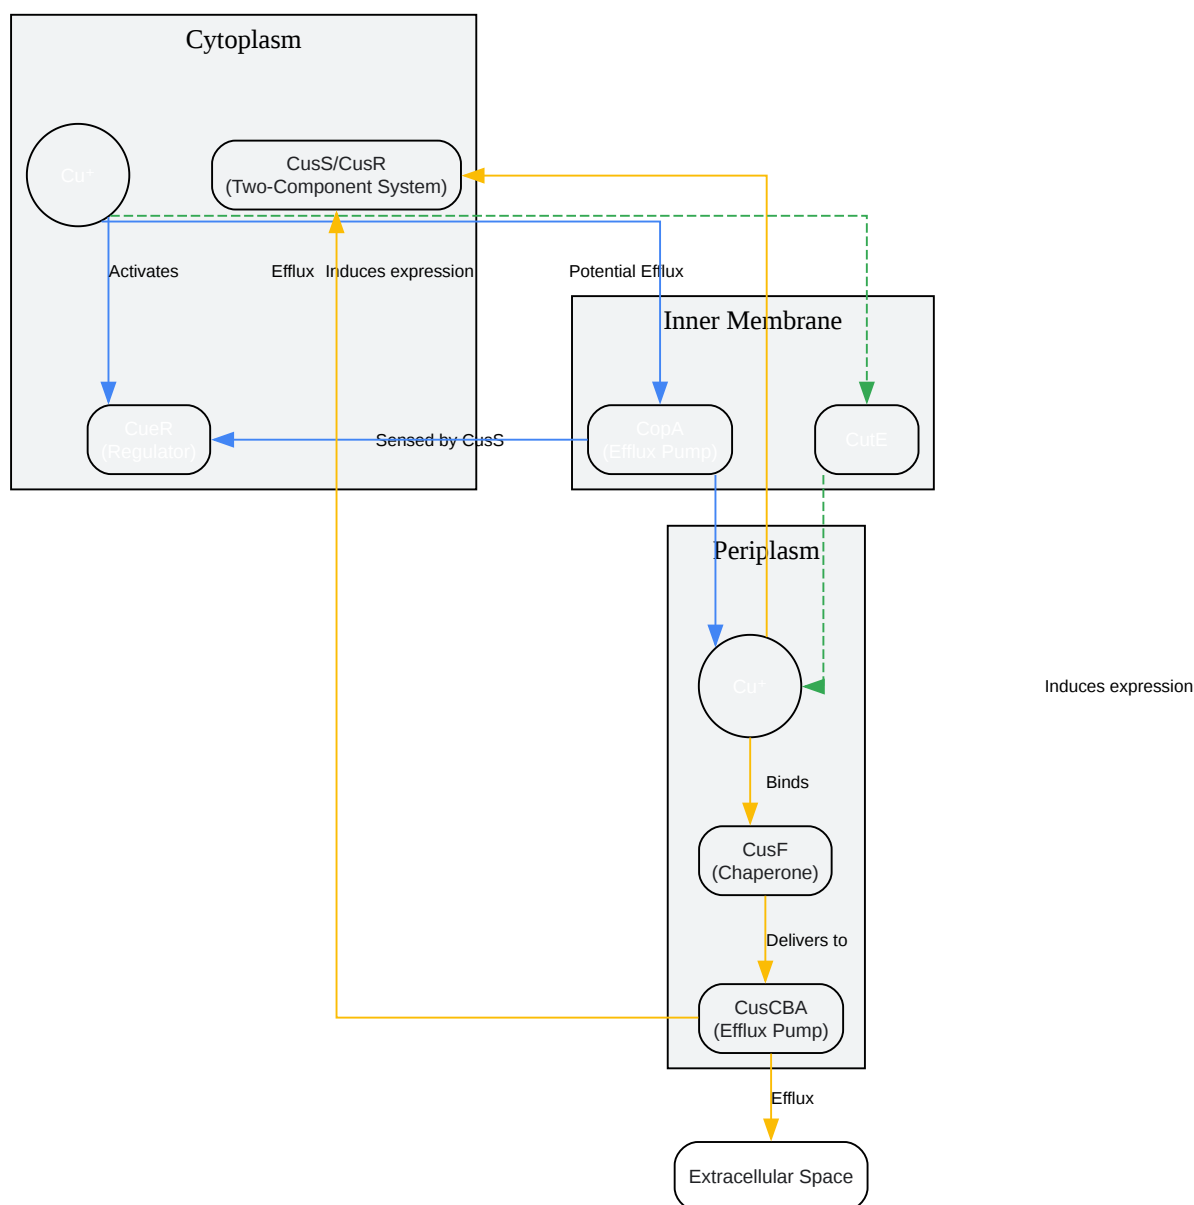 Cytoplasm
Cu⁺
CusS/CusR
(Two-Component System)
Activates
Efflux
Induces expression
Potential Efflux
Inner Membrane
CueR
(Regulator)
Sensed by CusS
CopA
(Efflux Pump)
CutE
Periplasm
Cu⁺
Induces expression
Binds
CusF
(Chaperone)
Delivers to
CusCBA
(Efflux Pump)
Efflux
Extracellular Space